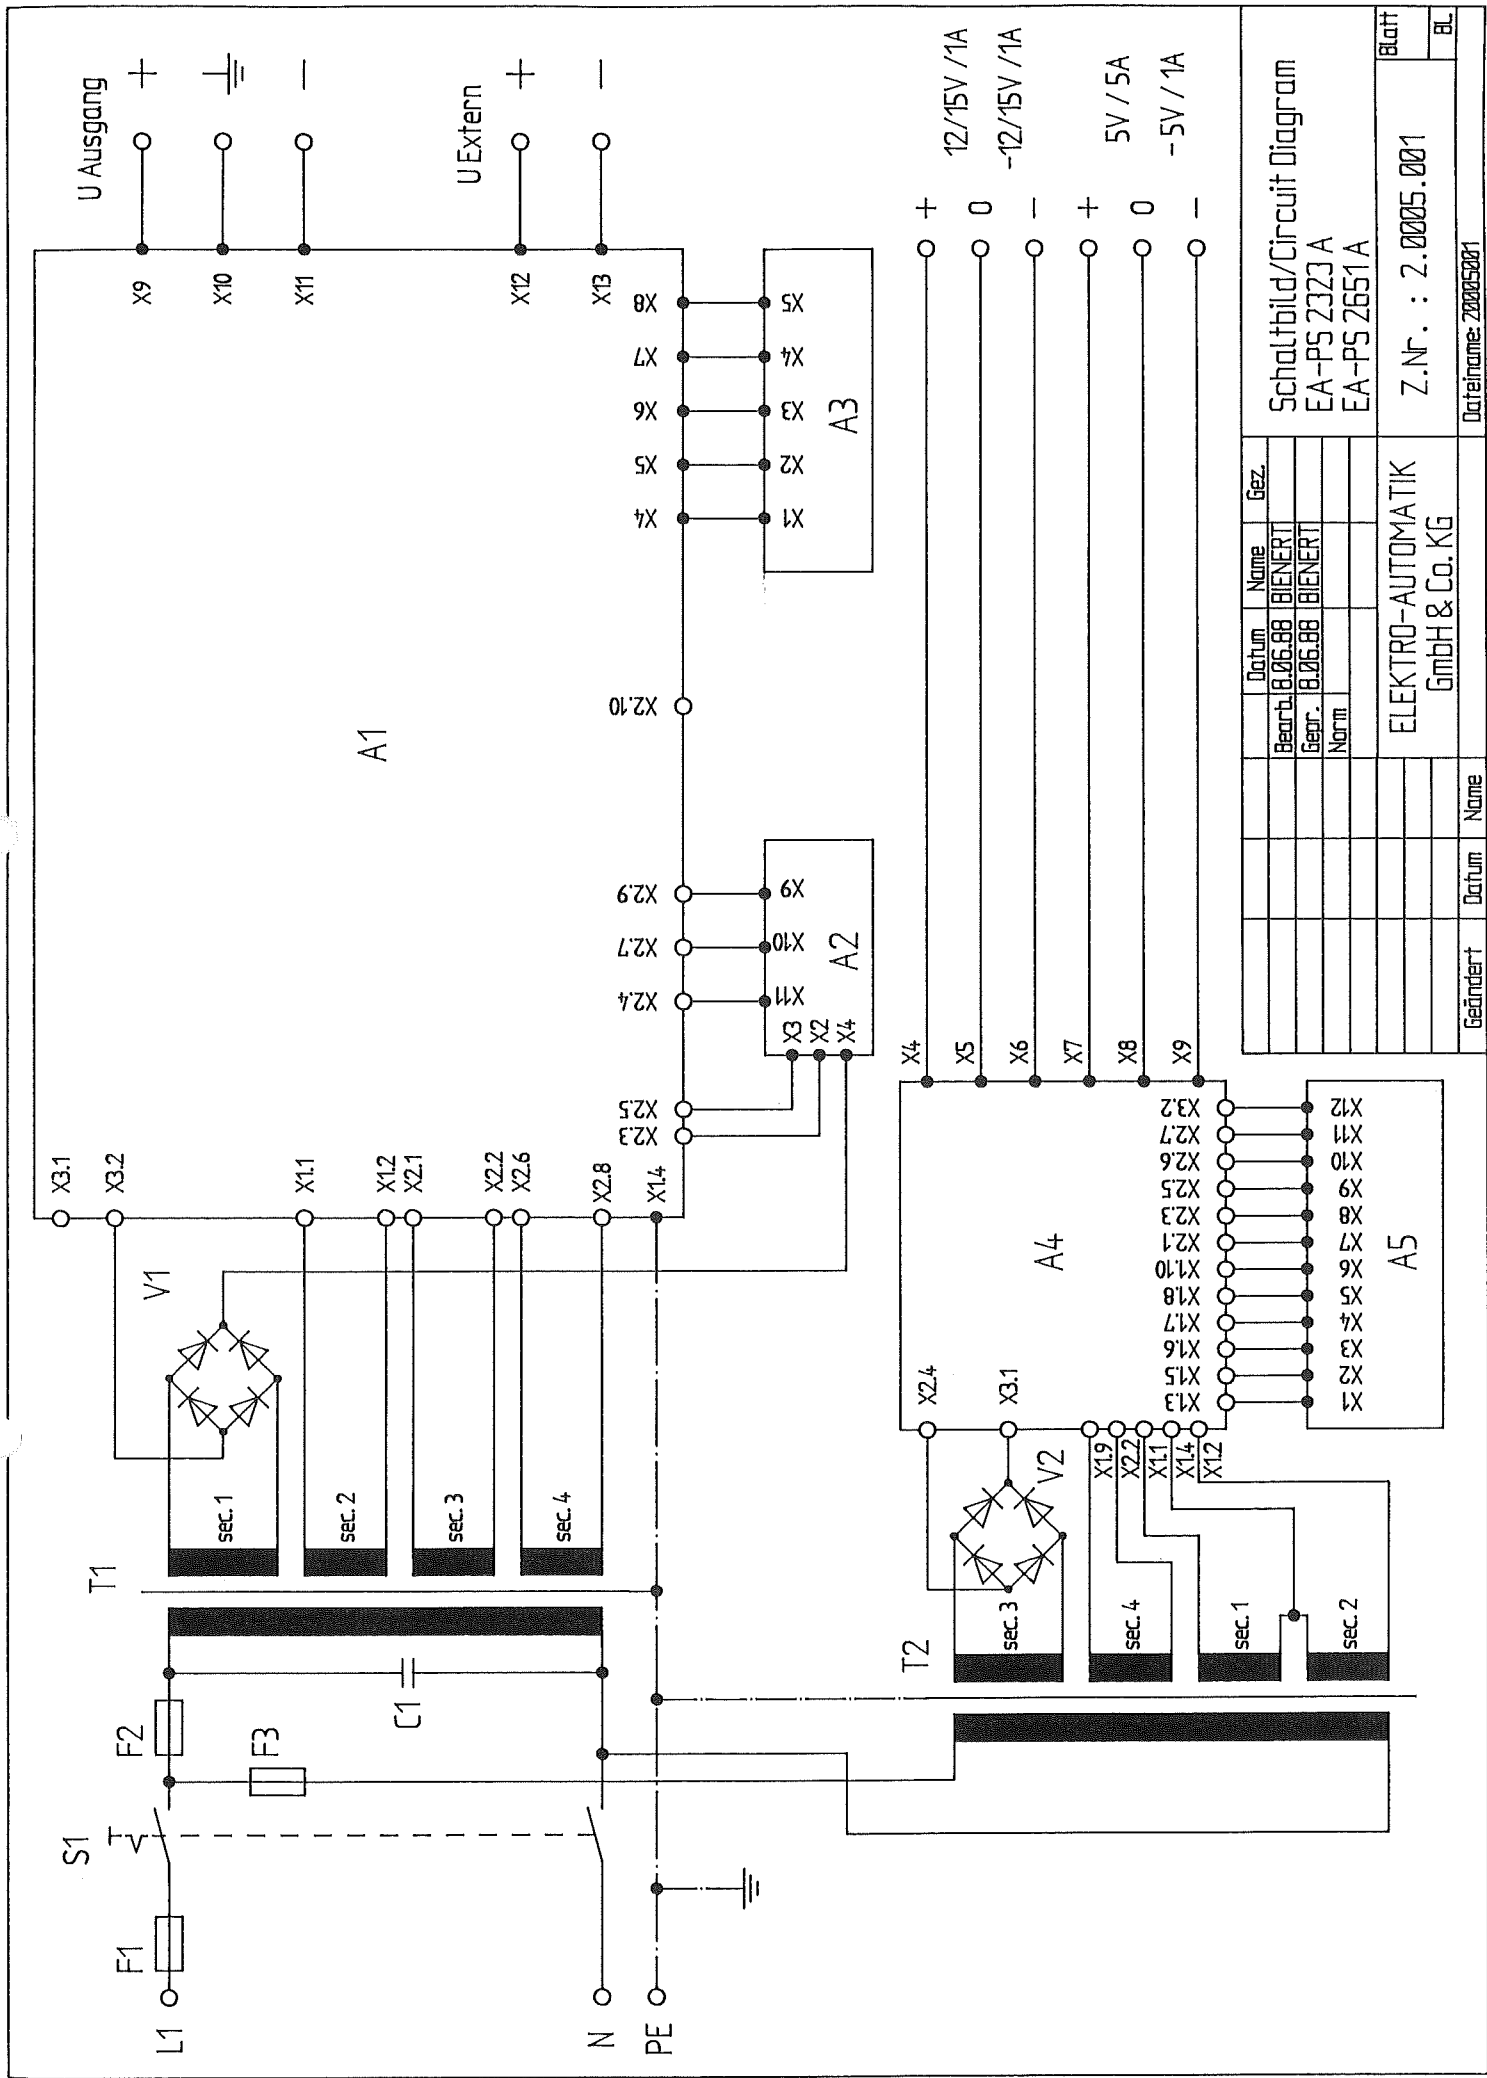 L1
F1
S1
F2
F3
C1
N
PE
T1
sec.1
sec.2
sec.3
sec.4
V1
X3.1
X3.2
X1.1
X1.2
X2.1
X2.2
X2.6
X2.8
X1.4
A1
X2.3
X2.5
X2.4
X2.7
X2.9
X2.10
X4
X5
X6
X7
X8
X9
X10
X11
X12
X13
U Ausgang
+
−
U Extern
+
−
X3
X2
X4
X11
X10
X9
A2
X1
X2
X3
X4
X5
A3
T2
sec.3
sec.4
sec.1
sec.2
V2
X2.4
X3.1
X1.9
X2.2
X1.1
X1.4
X1.2
A4
X1.3
X1.5
X1.6
X1.7
X1.8
X1.10
X2.1
X2.3
X2.5
X2.6
X2.7
X3.2
X1
X2
X3
X4
X5
X6
X7
X8
X9
X10
X11
X12
A5
X4
X5
X6
X7
X8
X9
+
0
−
+
0
−
12/15V /1A
-12/15V /1A
5V / 5A
-5V / 1A
Datum Name Gez.
Bearb. 8.06.88 BIENERT
Gepr. 8.06.88 BIENERT
Norm
Schaltbild/Circuit Diagram
EA-PS 2323 A
EA-PS 2651 A
ELEKTRO-AUTOMATIK
GmbH & Co. KG
Z.Nr. : 2.0005.001
Blatt
BL
Geändert Datum Name
Dateiname: 20005001